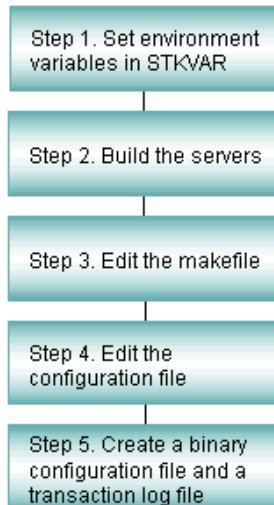 Step 1. Set environment
variables in STKVAR
Step 2. Build the servers
Step 3. Edit the makefile
Step 4. Edit the
configuration file
Step 5. Create a binary
configuration file and a
transaction log file